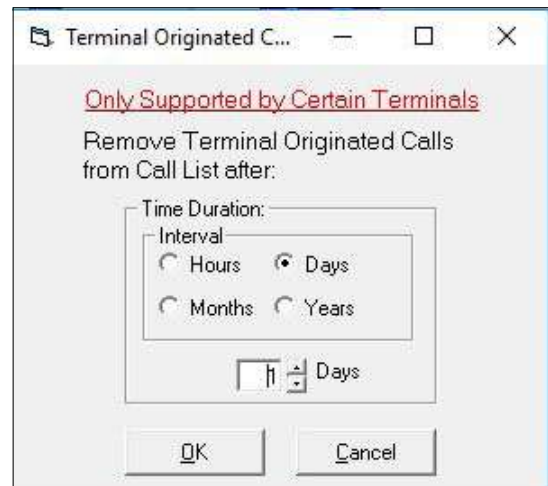 Terminal Originated C...
Only Supported by Certain Terminals
Remove Terminal Originated Calls
from Call List after:
Time Duration:
Interval
Hours Days
Months Years
1 Days
OK Cancel